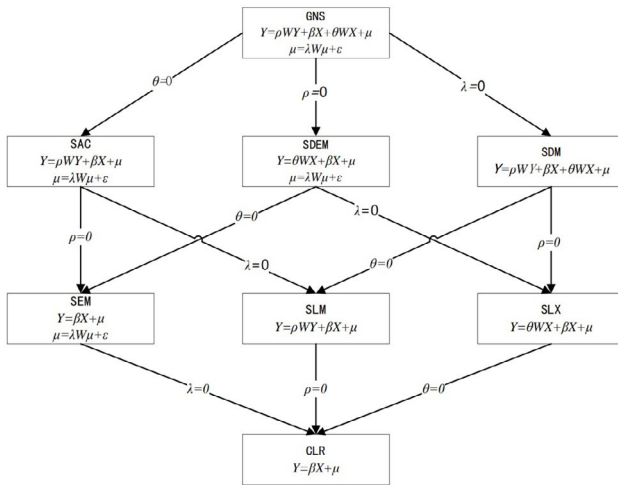 GNS
Y=ρWY+βX+θWX+μ
μ=λWμ+ε
θ=0
ρ=0
λ=0
SAC
Y=ρWY+βX+μ
μ=λWμ+ε
SDEM
Y=θWX+βX+μ
μ=λWμ+ε
SDM
Y=ρWY+βX+θWX+μ
ρ=0
θ=0
λ=0
ρ=0
λ=0
θ=0
SEM
Y=βX+μ
μ=λWμ+ε
SLM
Y=ρWY+βX+μ
SLX
Y=θWX+βX+μ
λ=0
ρ=0
θ=0
CLR
Y=βX+μ